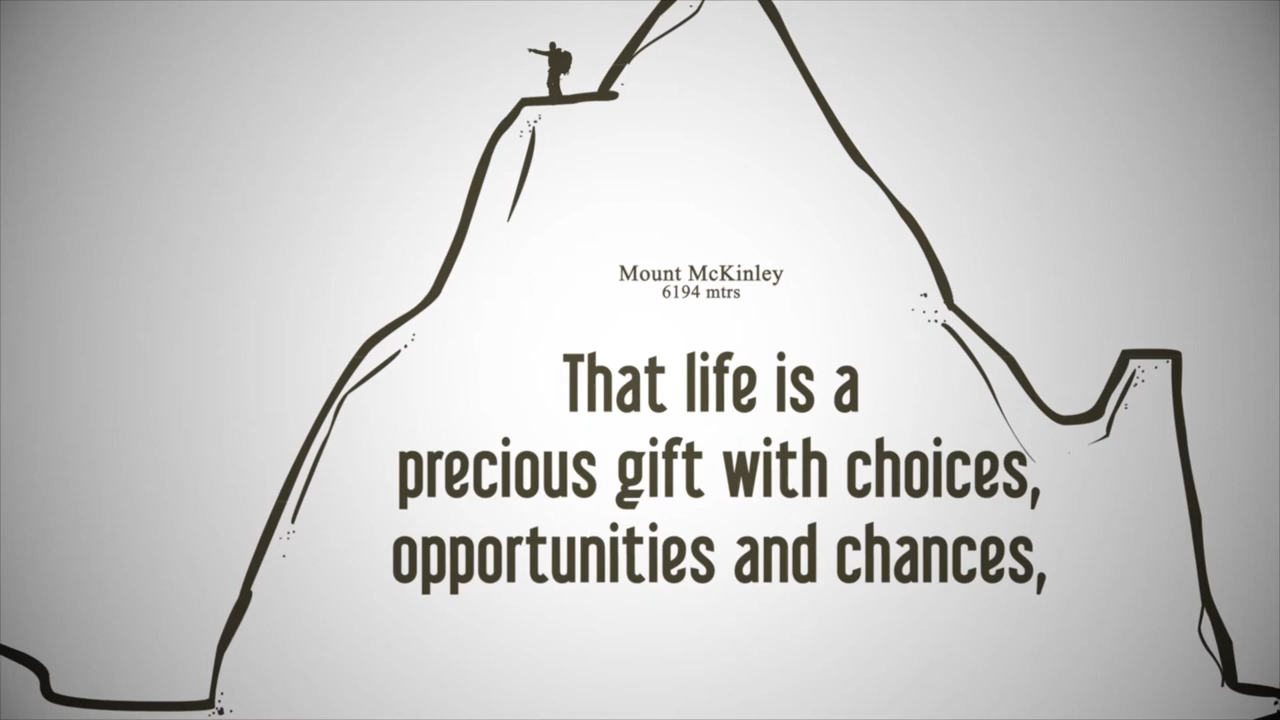 Mount McKinley
6194 mtrs
That life is a
precious gift with choices,
opportunities and chances,